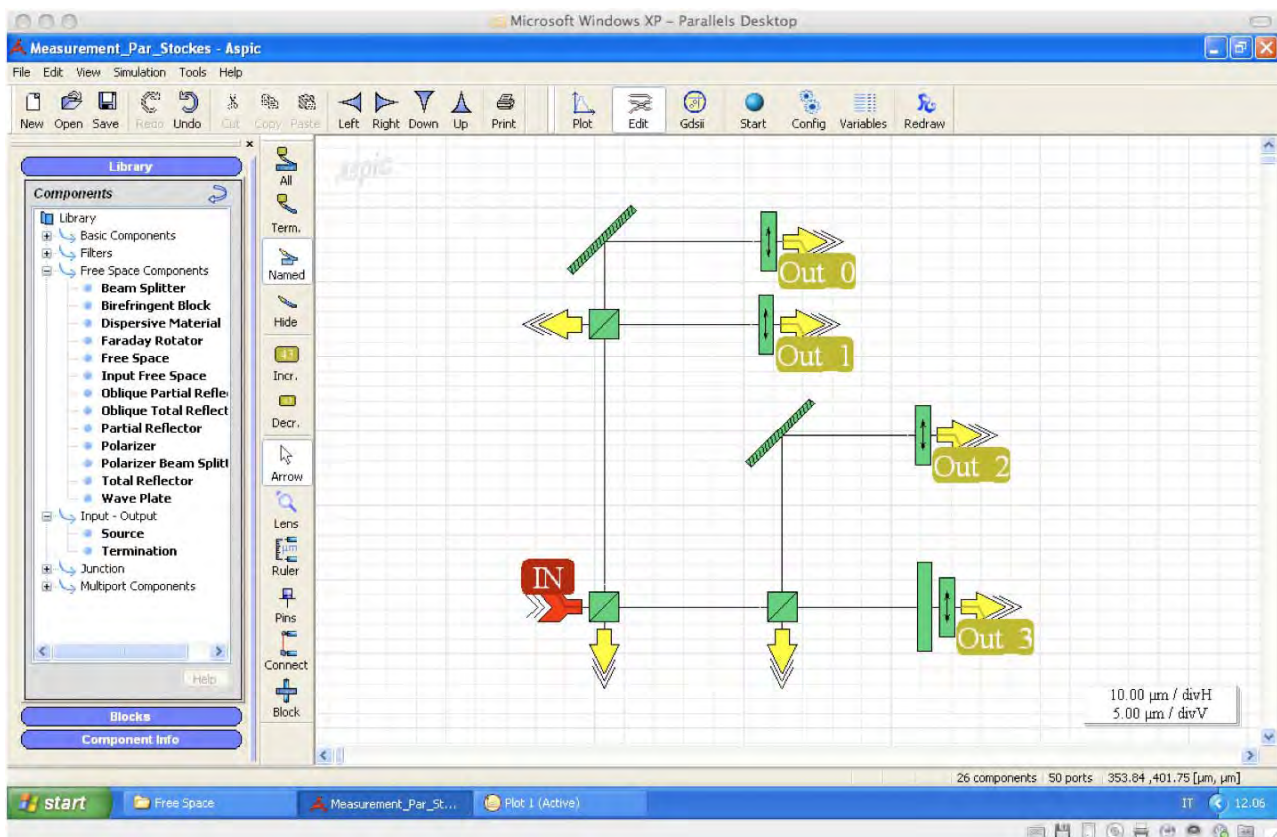 Microsoft Windows XP – Parallels Desktop
Measurement_Par_Stockes - Aspic
File Edit View Simulation Tools Help
New Open Save Redo Undo Cut Copy Paste Left Right Down Up Print Plot Edit Gdsii Start Config Variables Redraw
Library
Components
Library
Basic Components
Filters
Free Space Components
Beam Splitter
Birefringent Block
Dispersive Material
Faraday Rotator
Free Space
Input Free Space
Oblique Partial Refle
Oblique Total Reflect
Partial Reflector
Polarizer
Polarizer Beam Splitt
Total Reflector
Wave Plate
Input - Output
Source
Termination
Junction
Multiport Components
Help
Blocks
Component Info
All
Term.
Named
Hide
43
Incr.
43
Decr.
Arrow
Lens
µm
Ruler
Pins
Connect
Block
aspic
Out 0
Out 1
Out 2
IN
Out 3
10.00 µm / divH
5.00 µm / divV
26 components 50 ports 353.84 ,401.75 [µm, µm]
start Free Space Measurement_Par_St... Plot 1 (Active) IT 12.06